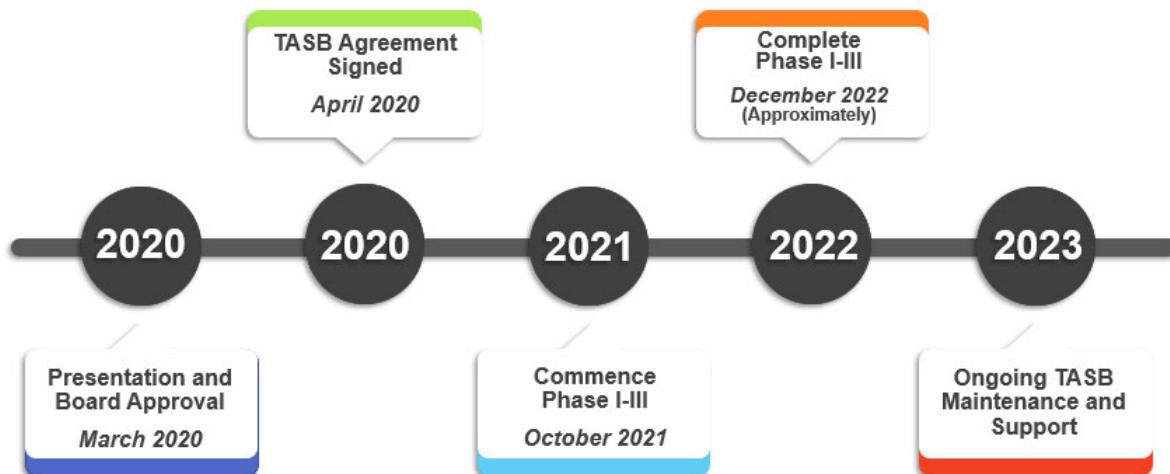 TASB Agreement
Signed
April 2020
Complete
Phase I-III
December 2022
(Approximately)
2020
2020
2021
2022
2023
Presentation and
Board Approval
March 2020
Commence
Phase I-III
October 2021
Ongoing TASB
Maintenance and
Support